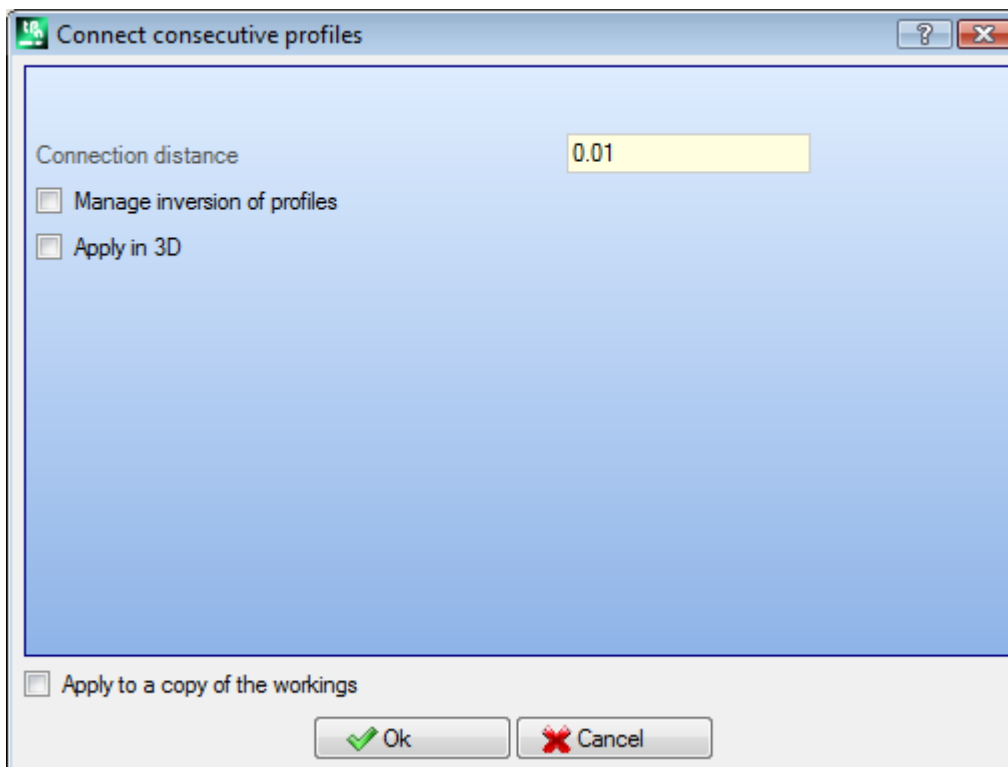 Connect consecutive profiles
Connection distance 0.01
Manage inversion of profiles
Apply in 3D
Apply to a copy of the workings
Ok Cancel